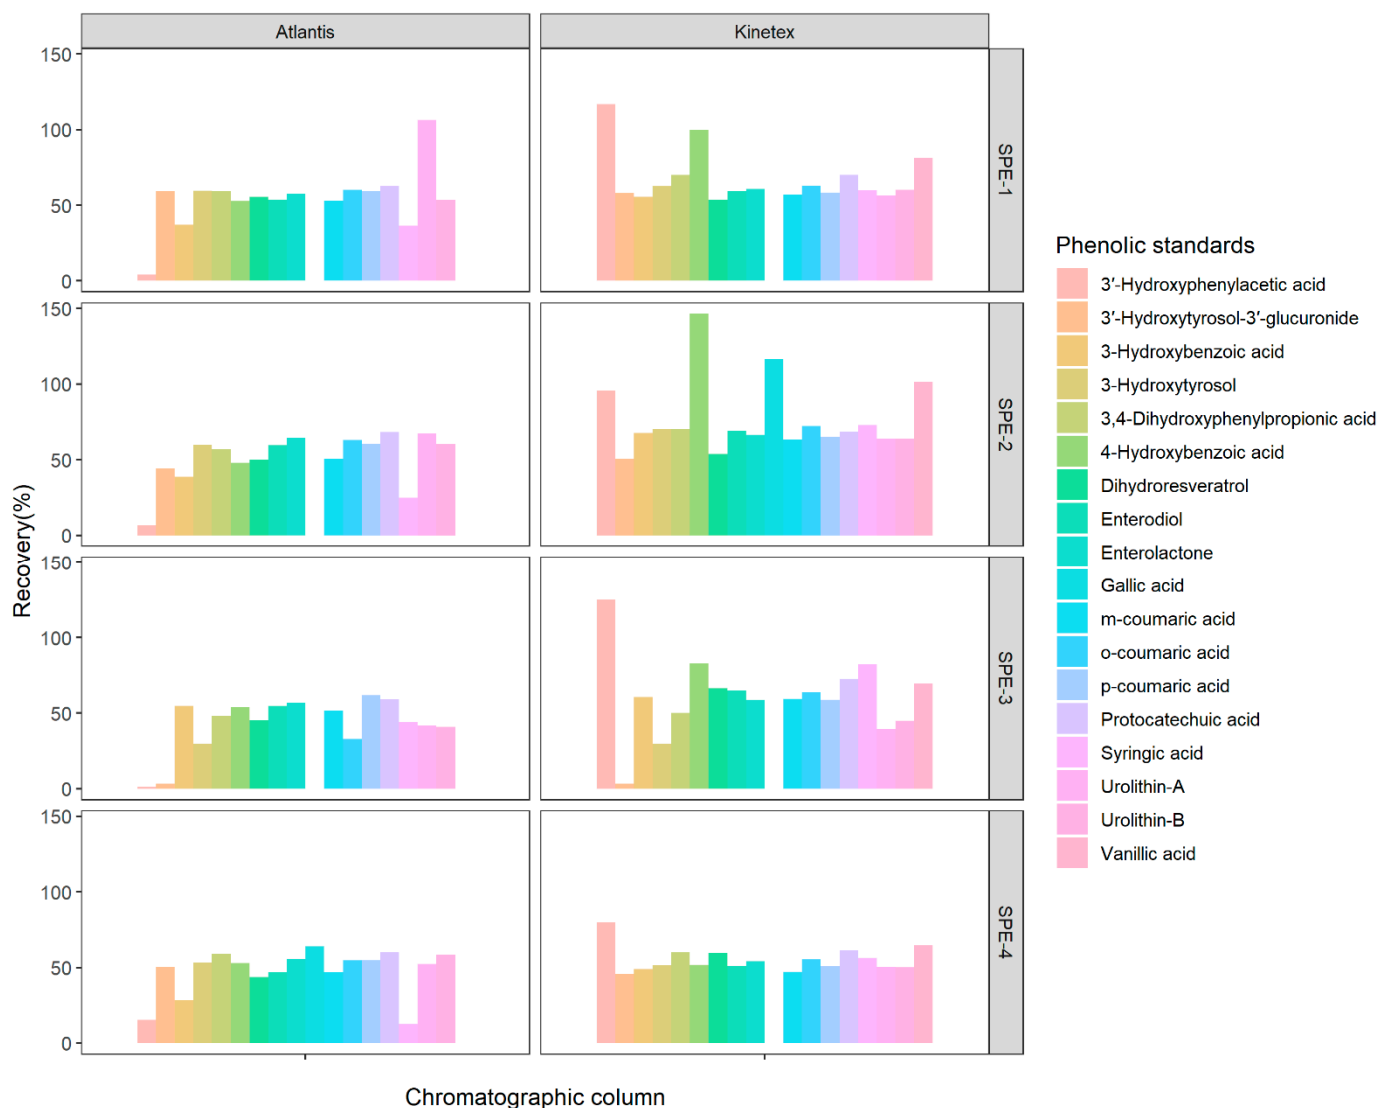 Atlantis
Kinetex
150
100
50
0
SPE-1
150
100
50
0
SPE-2
150
100
50
0
SPE-3
150
100
50
0
SPE-4
Recovery(%)
Chromatographic column
Phenolic standards
3′-Hydroxyphenylacetic acid
3′-Hydroxytyrosol-3′-glucuronide
3-Hydroxybenzoic acid
3-Hydroxytyrosol
3,4-Dihydroxyphenylpropionic acid
4-Hydroxybenzoic acid
Dihydroresveratrol
Enterodiol
Enterolactone
Gallic acid
m-coumaric acid
o-coumaric acid
p-coumaric acid
Protocatechuic acid
Syringic acid
Urolithin-A
Urolithin-B
Vanillic acid